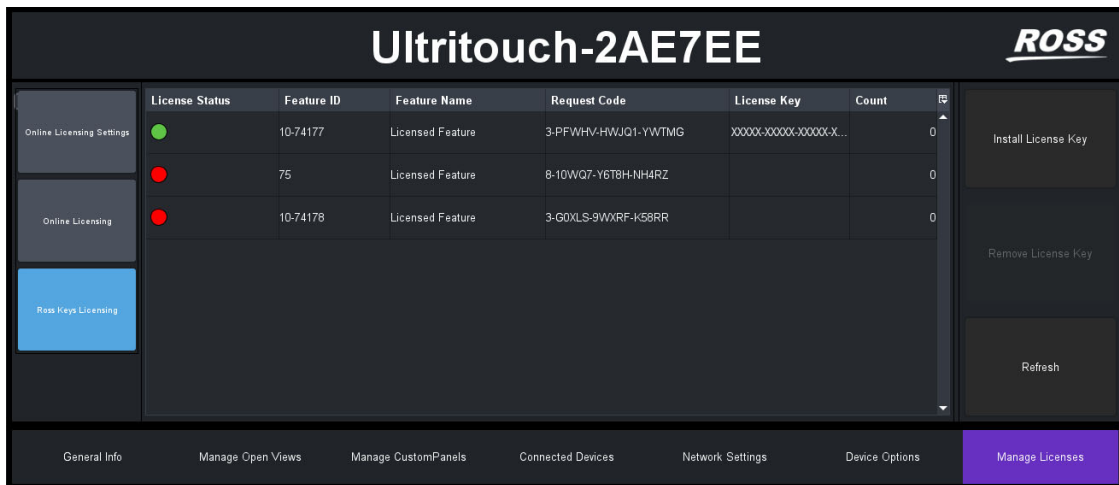 Ultritouch-2AE7EE
ROSS
License Status Feature ID Feature Name Request Code License Key Count
Online Licensing Settings
10-74177 Licensed Feature 3-PFWHV-HWJQ1-YWTMG XXXXX-XXXXX-XXXXX-X... 0
Install License Key
75 Licensed Feature 8-10WQ7-Y6T8H-NH4RZ 0
Online Licensing
10-74178 Licensed Feature 3-G0XLS-9WXRF-K58RR 0
Remove License Key
Ross Keys Licensing
Refresh
General Info Manage Open Views Manage CustomPanels Connected Devices Network Settings Device Options Manage Licenses